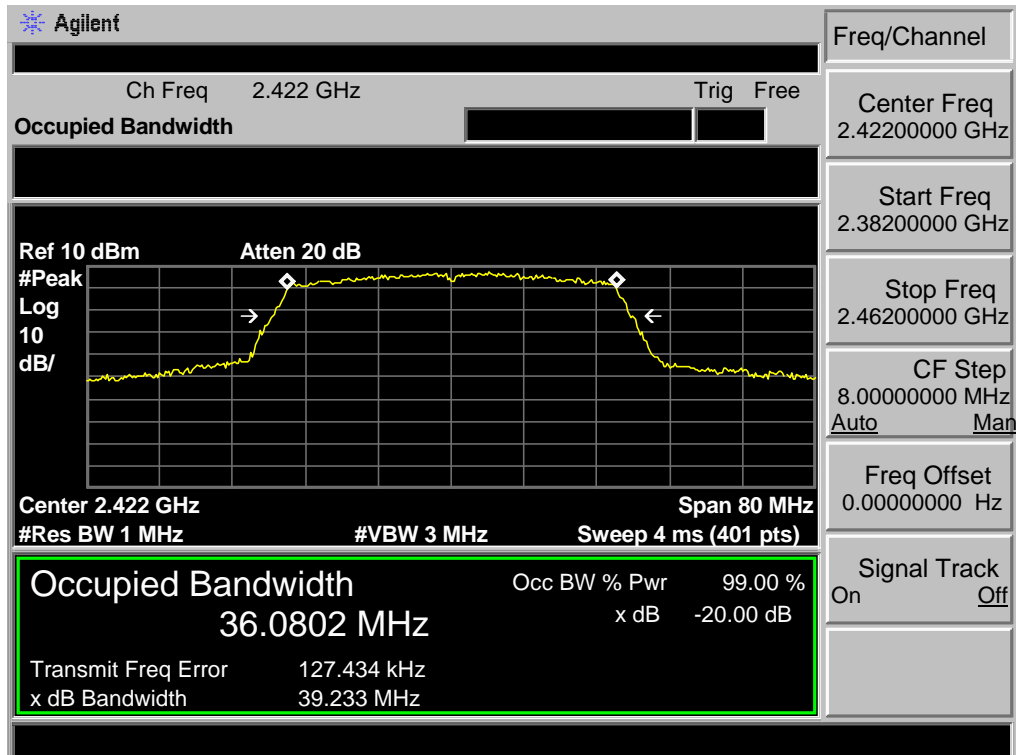 Agilent
Ch Freq 2.422 GHz Trig Free
Occupied Bandwidth
Ref 10 dBm Atten 20 dB
#Peak
Log
10
dB/
Center 2.422 GHz Span 80 MHz
#Res BW 1 MHz #VBW 3 MHz Sweep 4 ms (401 pts)
Occupied Bandwidth
36.0802 MHz
Occ BW % Pwr 99.00 %
x dB -20.00 dB
Transmit Freq Error 127.434 kHz
x dB Bandwidth 39.233 MHz
Freq/Channel
Center Freq
2.42200000 GHz
Start Freq
2.38200000 GHz
Stop Freq
2.46200000 GHz
CF Step
8.00000000 MHz
Auto Man
Freq Offset
0.00000000 Hz
Signal Track
On Off